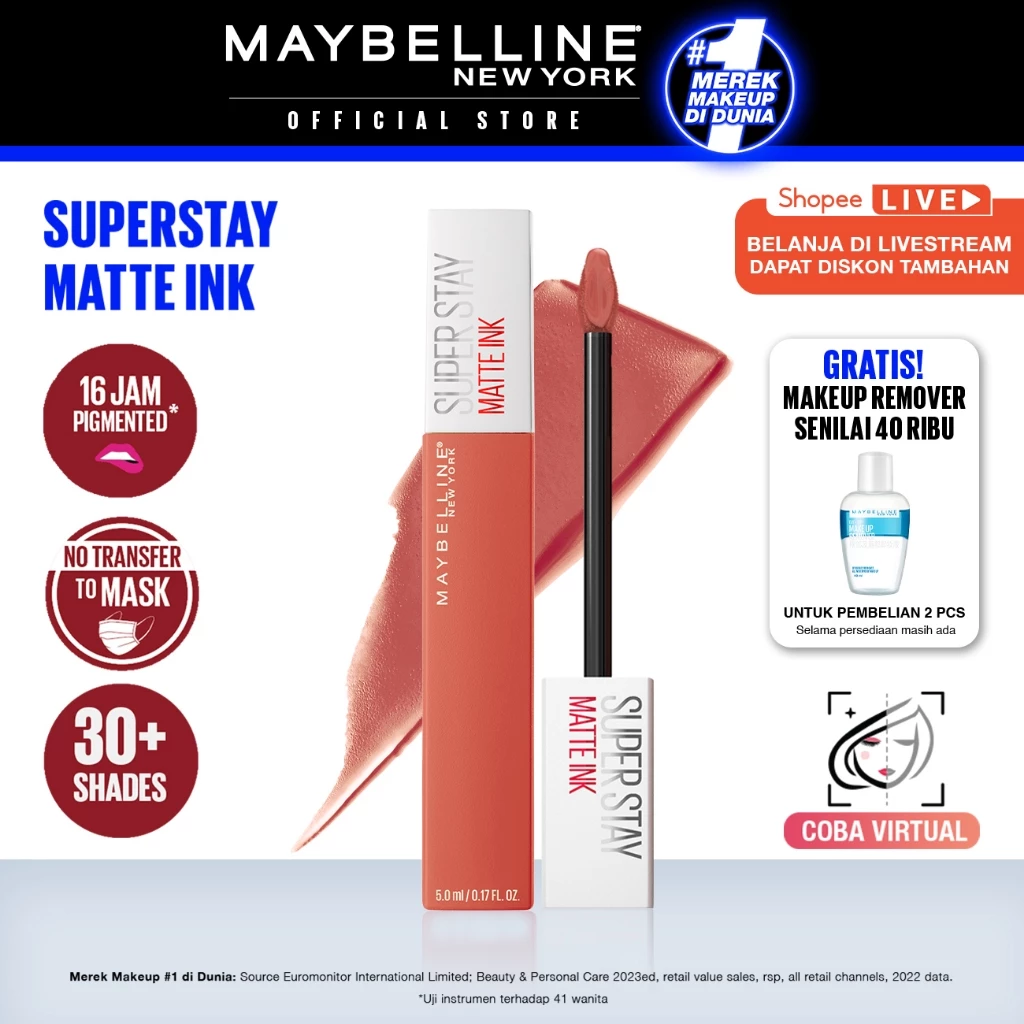 MAYBELLINE®
NEW YORK
OFFICIAL STORE
#1
MEREK
MAKEUP
DI DUNIA
SUPERSTAY
MATTE INK
Shopee LIVE
BELANJA DI LIVESTREAM
DAPAT DISKON TAMBAHAN
16 JAM
PIGMENTED*
NO TRANSFER
TO MASK
30+
SHADES
SUPER STAY
MATTE INK
MAYBELLINE®
NEW YORK
5.0 ml / 0.17 FL. OZ.
SUPER STAY
MATTE INK
GRATIS!
MAKEUP REMOVER
SENILAI 40 RIBU
MAYBELLINE
MAKEUP
UNTUK PEMBELIAN 2 PCS
Selama persediaan masih ada
COBA VIRTUAL
Merek Makeup #1 di Dunia: Source Euromonitor International Limited; Beauty & Personal Care 2023ed, retail value sales, rsp, all retail channels, 2022 data.
*Uji instrumen terhadap 41 wanita